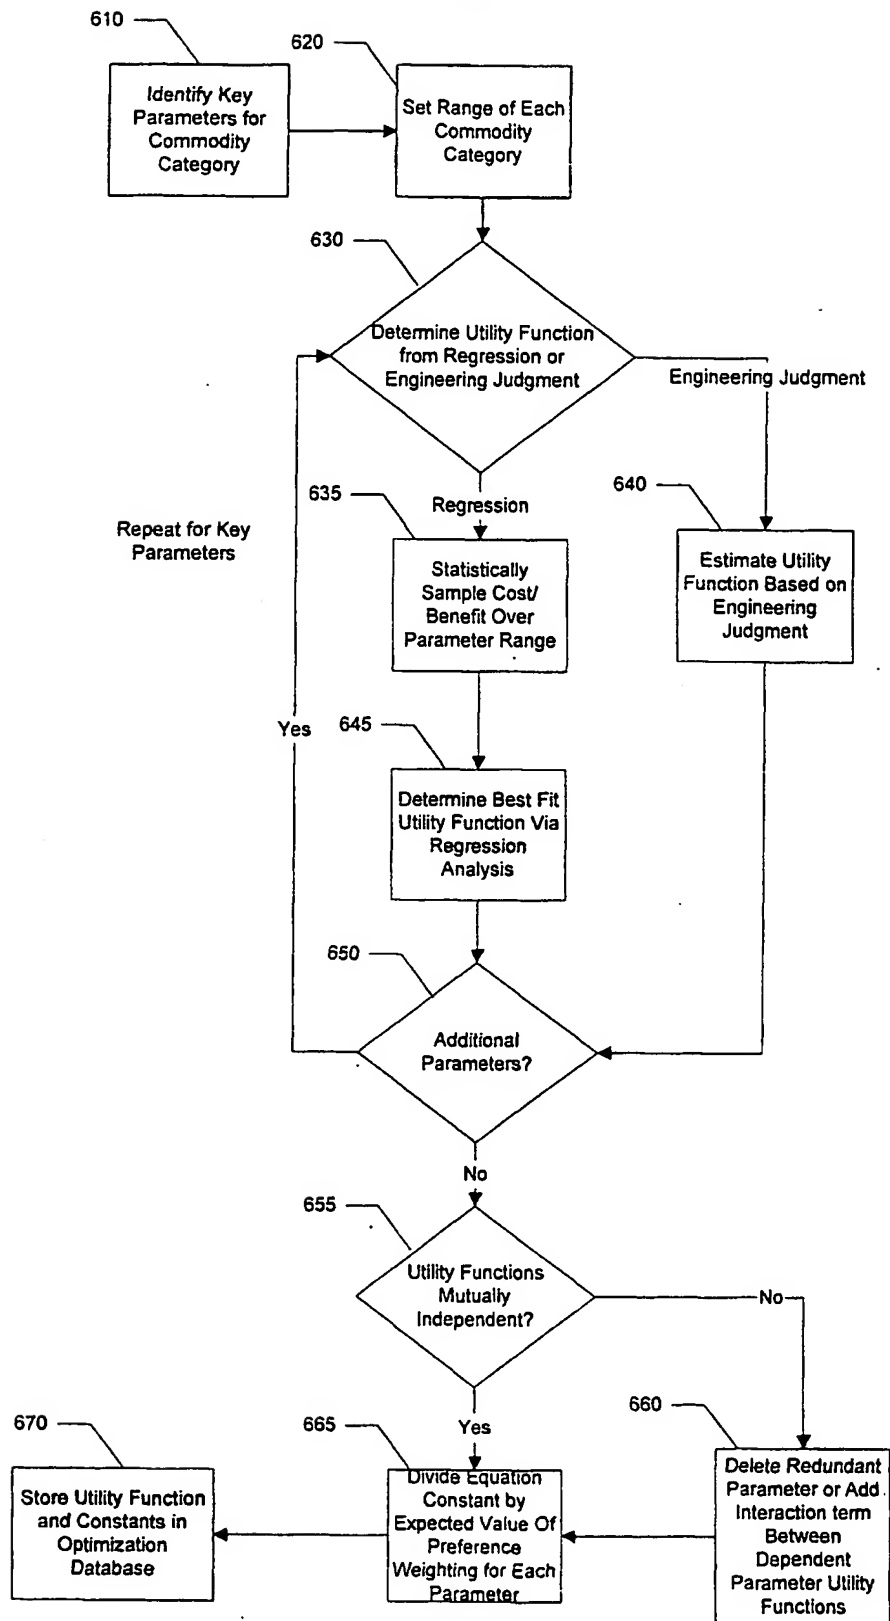 610
620
Identify Key
Parameters for
Commodity
Category
Set Range of Each
Commodity
Category
630
Determine Utility Function
from Regression or
Engineering Judgment
Engineering Judgment
Regression
635
640
Repeat for Key
Parameters
Statistically
Sample Cost/
Benefit Over
Parameter Range
Estimate Utility
Function Based on
Engineering
Judgment
Yes
645
Determine Best Fit
Utility Function Via
Regression
Analysis
650
Additional
Parameters?
No
655
Utility Functions
Mutually
Independent?
No
Yes
670
665
660
Store Utility Function
and Constants in
Optimization
Database
Divide Equation
Constant by
Expected Value Of
Preference
Weighting for Each
Parameter
Delete Redundant
Parameter or Add
Interaction term
Between
Dependent
Parameter Utility
Functions